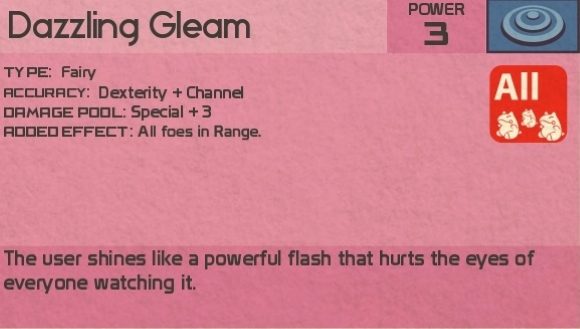 Dazzling Gleam
POWER
3
TYPE: Fairy
ACCURACY: Dexterity + Channel
DAMAGE POOL: Special + 3
ADDED EFFECT: All foes in Range.
All
The user shines like a powerful flash that hurts the eyes of
everyone watching it.